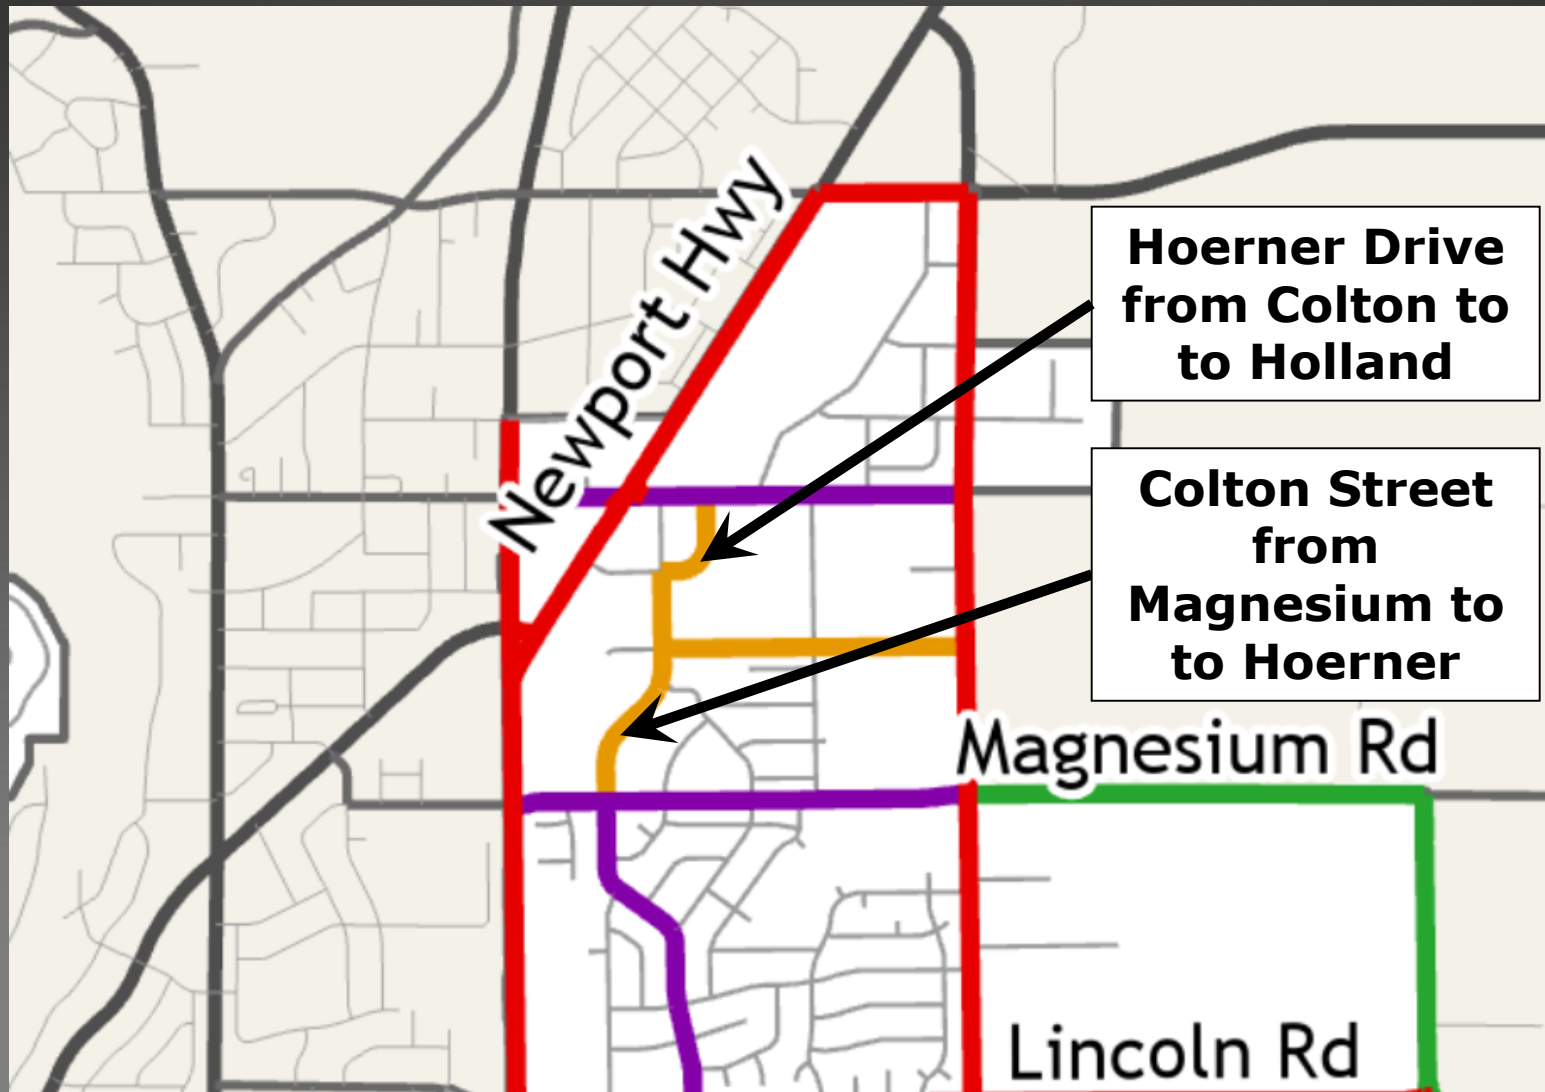 Newport Hwy
Hoerner Drive
from Colton to
to Holland
Colton Street
from
Magnesium to
to Hoerner
Magnesium Rd
Lincoln Rd